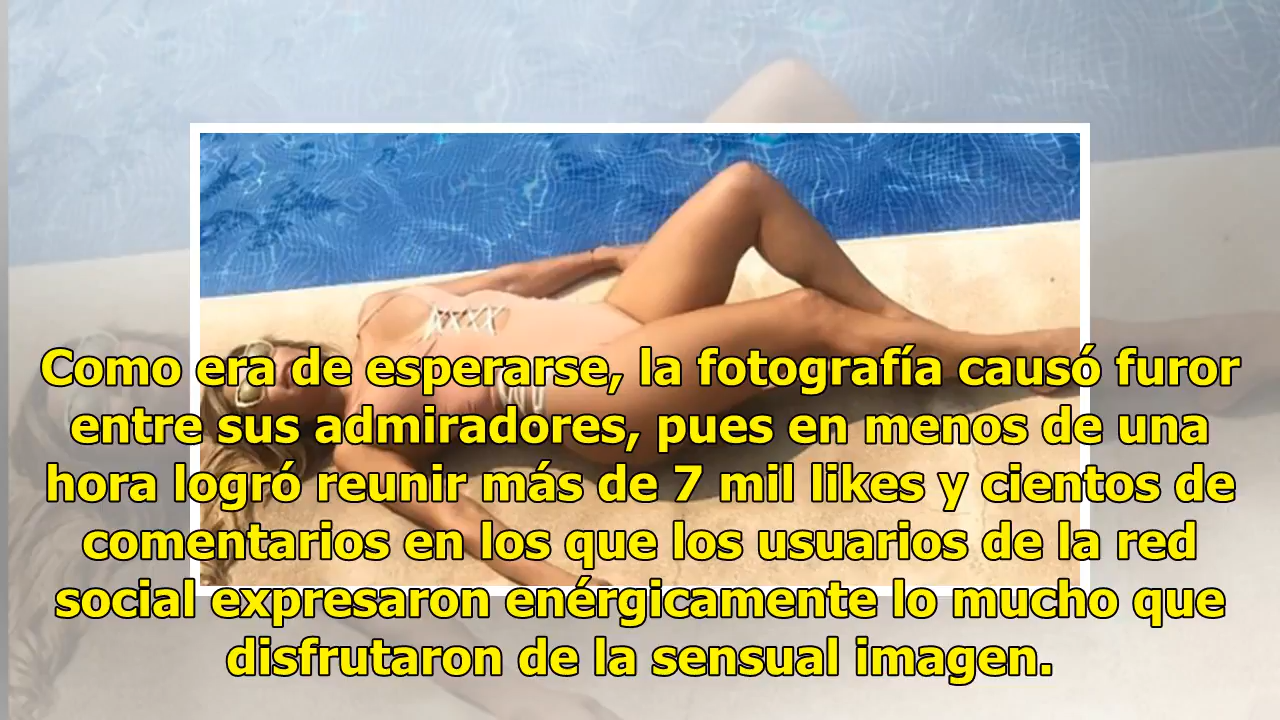 Como era de esperarse, la fotografía causó furor
entre sus admiradores, pues en menos de una
hora logró reunir más de 7 mil likes y cientos de
comentarios en los que los usuarios de la red
social expresaron enérgicamente lo mucho que
disfrutaron de la sensual imagen.